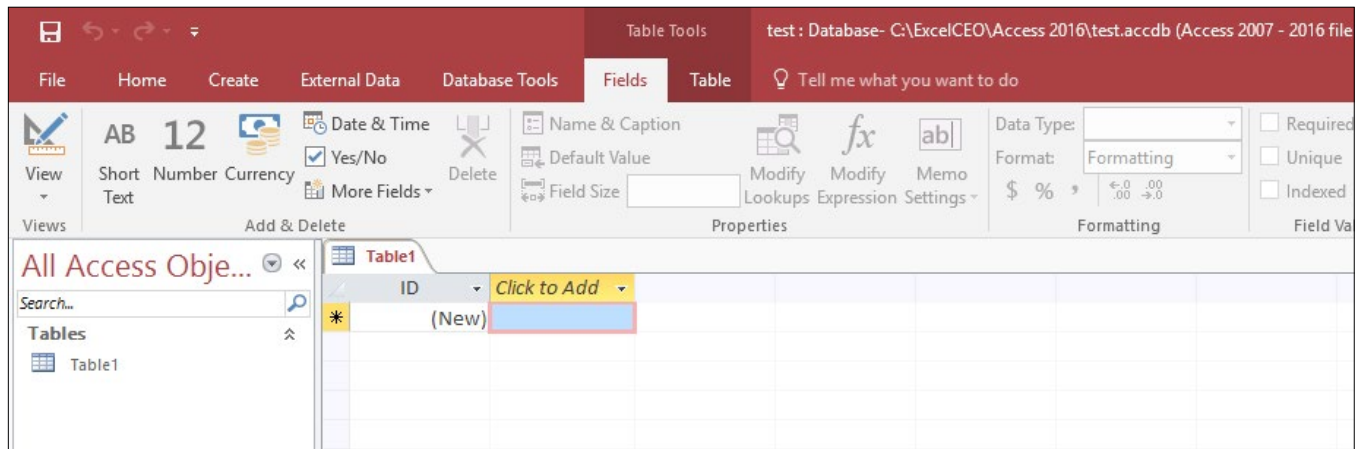 Table Tools test : Database- C:\ExcelCEO\Access 2016\test.accdb (Access 2007 - 2016 file
File Home Create External Data Database Tools Fields Table Tell me what you want to do
View
Views
AB
Short
Text
12
Number
Currency
Date & Time
Yes/No
More Fields
Delete
Add & Delete
Name & Caption
Default Value
Field Size
Modify
Lookups
fx
Modify
Expression
ab|
Memo
Settings
Properties
Data Type:
Format: Formatting
$ % , .00 .00
.00 .0
Formatting
Required
Unique
Indexed
Field Va
All Access Obje... «
Search...
Tables
Table1
Table1
ID Click to Add
* (New)